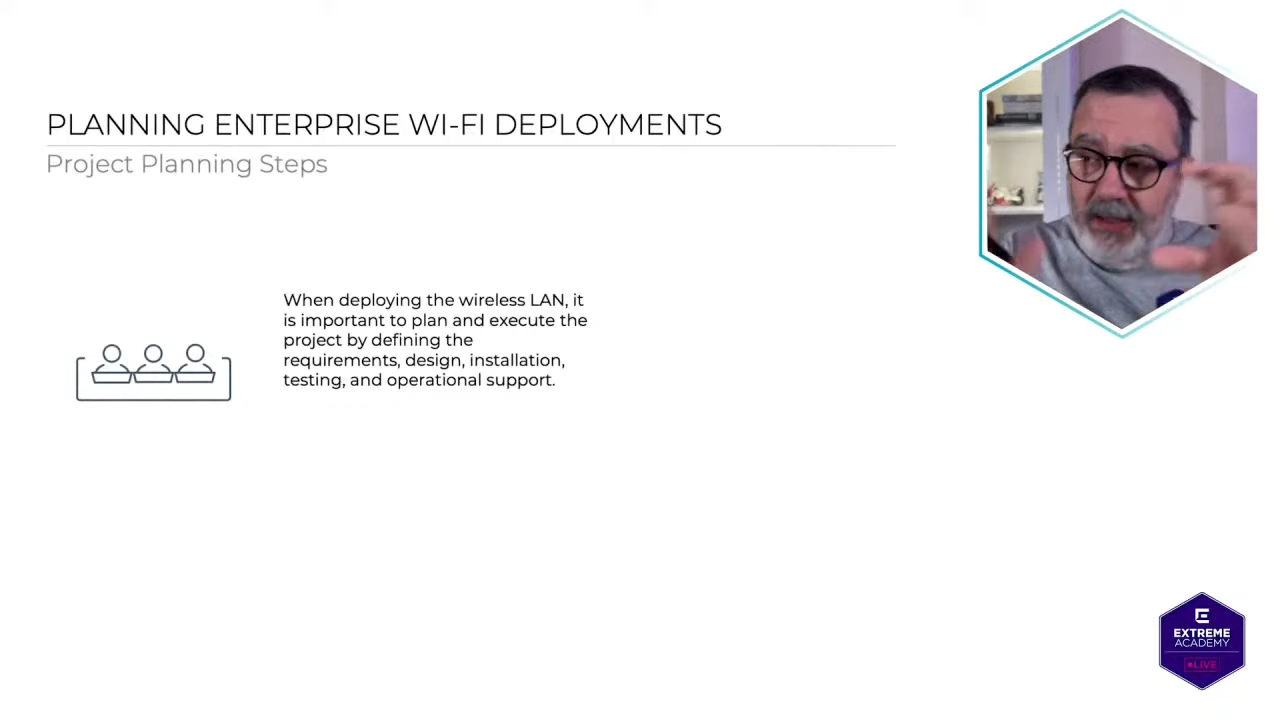 PLANNING ENTERPRISE WI-FI DEPLOYMENTS
Project Planning Steps
When deploying the wireless LAN, it
is important to plan and execute the
project by defining the
requirements, design, installation,
testing, and operational support.
EXTREME
ACADEMY
LIVE